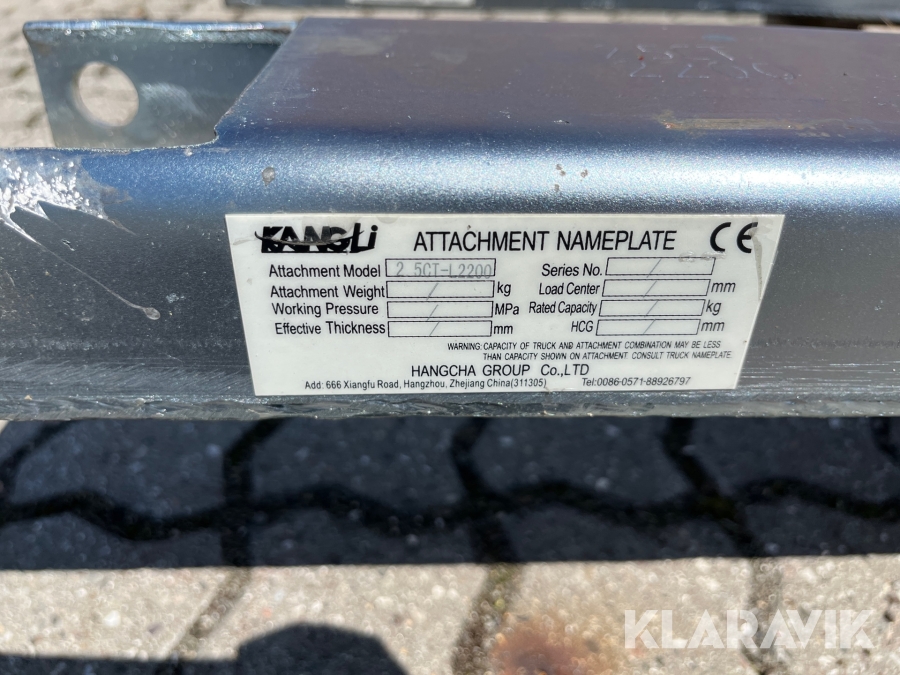 KANGLi ATTACHMENT NAMEPLATE CE
Attachment Model 2.5CT-L2200 Series No. /
Attachment Weight / kg Load Center / mm
Working Pressure / MPa Rated Capacity / kg
Effective Thickness / mm HCG / mm
WARNING: CAPACITY OF TRUCK AND ATTACHMENT COMBINATION MAY BE LESS
THAN CAPACITY SHOWN ON ATTACHMENT CONSULT TRUCK NAMEPLATE.
HANGCHA GROUP Co.,LTD
Add: 666 Xiangfu Road, Hangzhou, Zhejiang China(311305) Tel:0086-0571-88926797
KLARAVIK